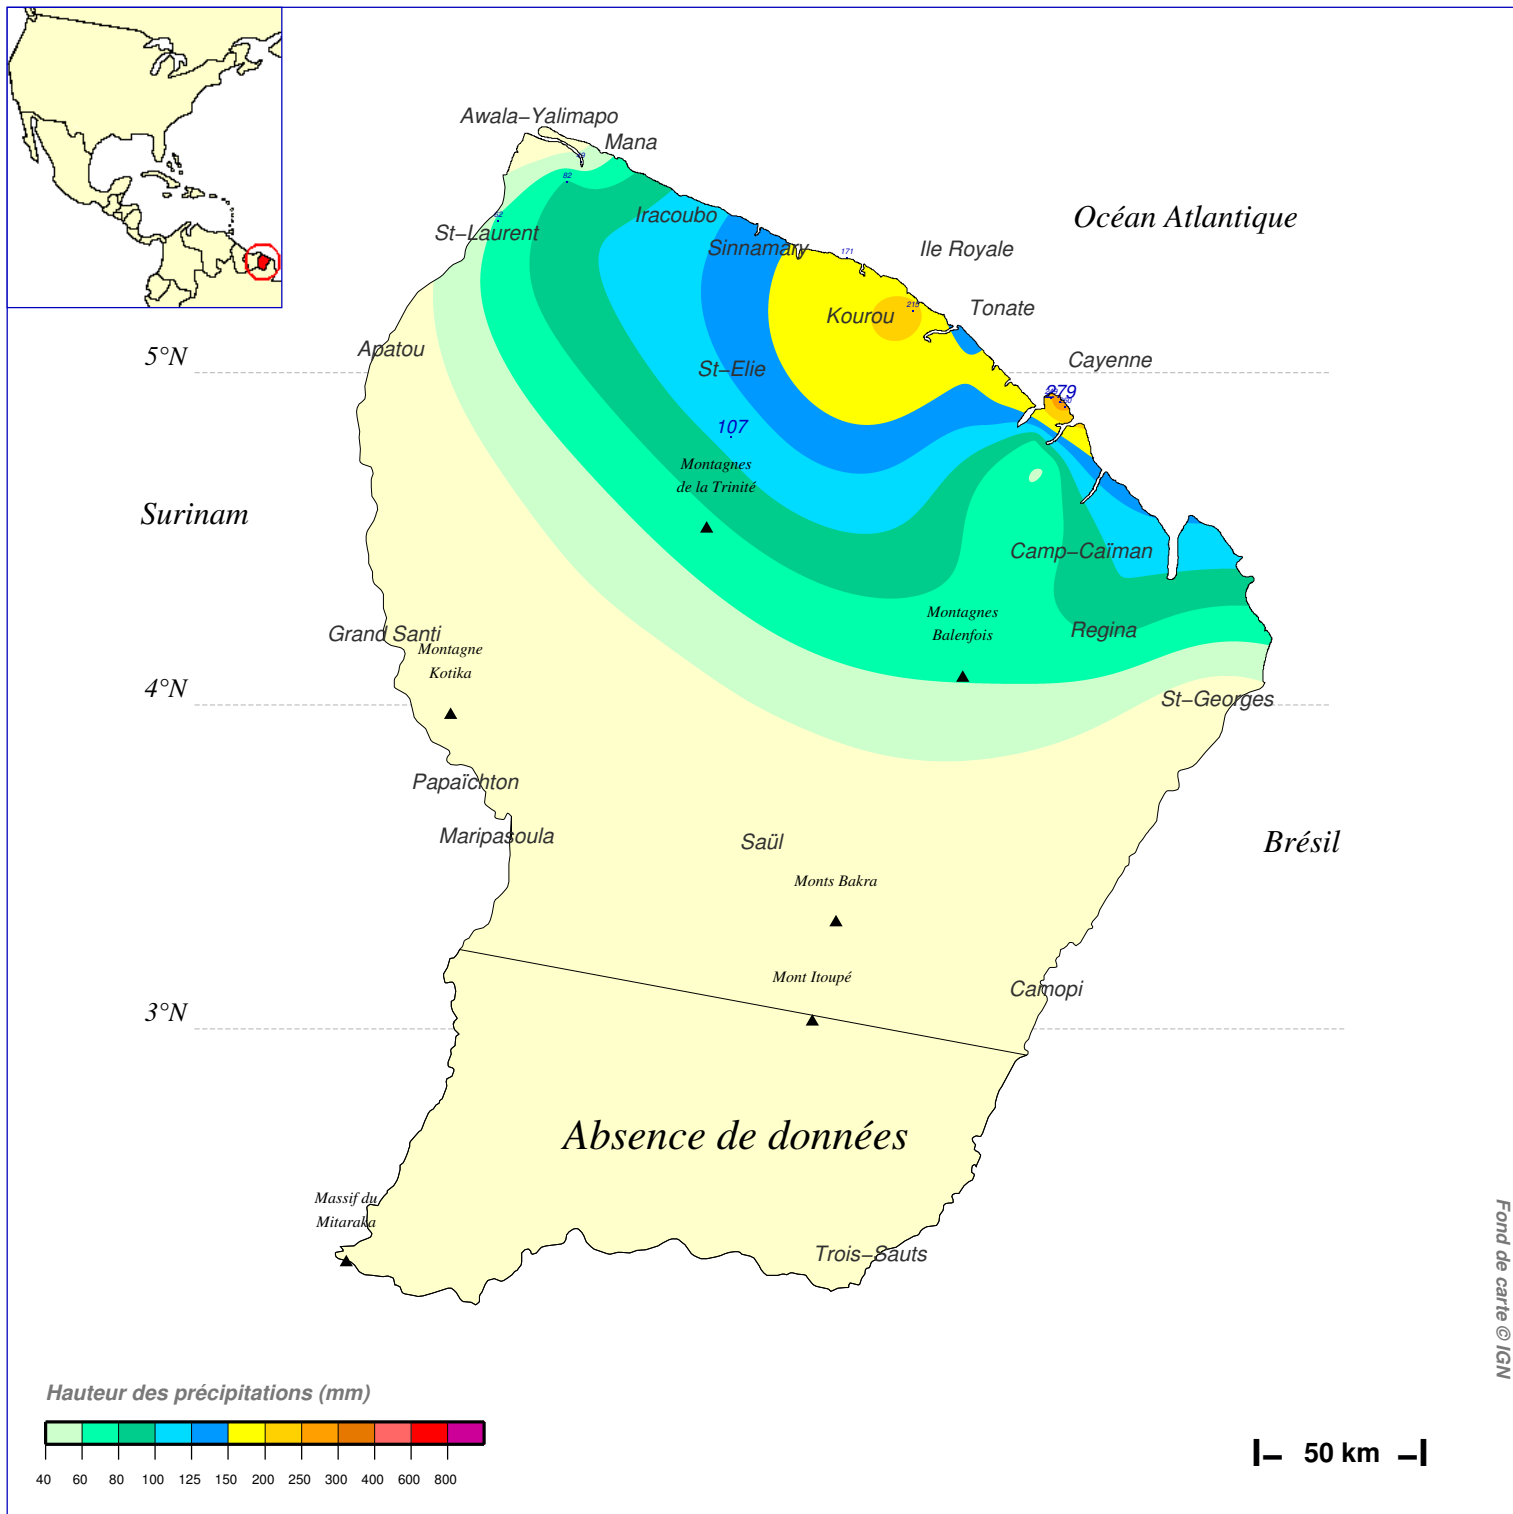 Awala−Yalimapo
Mana
82
Iracoubo
Océan Atlantique
St−Laurent
Sinnamary
171
Ile Royale
215
Kourou
Tonate
5°N
Apatou
St−Elie
Cayenne
279
107
Montagnes
de la Trinité
Surinam
Camp−Caïman
Montagnes
Balenfois
Regina
Grand Santi
Montagne
Kotika
4°N
St−Georges
Papaïchton
Maripasoula
Saül
Brésil
Monts Bakra
Mont Itoupé
Camopi
3°N
Absence de données
Massif du
Mitaraka
Trois−Sauts
Fond de carte © IGN
Hauteur des précipitations (mm)
40 60 80 100 125 150 200 250 300 400 600 800
50 km